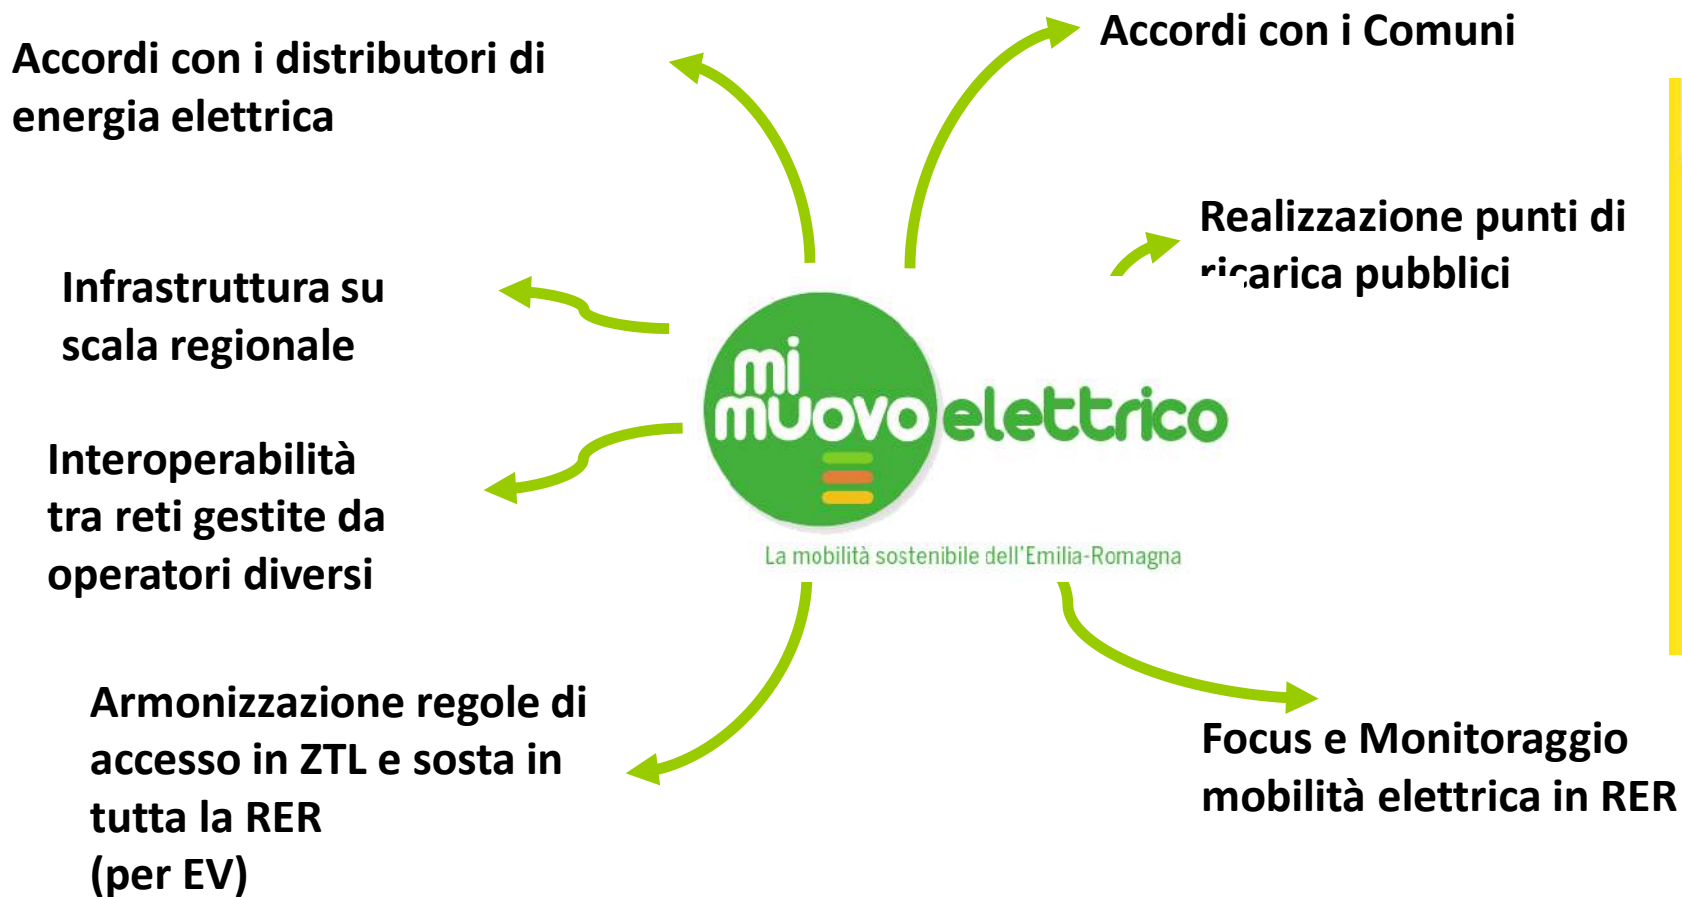 Accordi con i distributori di
energia elettrica
Accordi con i Comuni
Realizzazione punti di
ricarica pubblici
Infrastruttura su
scala regionale
mi
muovo elettrico
La mobilità sostenibile dell'Emilia-Romagna
Interoperabilità
tra reti gestite da
operatori diversi
Armonizzazione regole di
accesso in ZTL e sosta in
tutta la RER
(per EV)
Focus e Monitoraggio
mobilità elettrica in RER